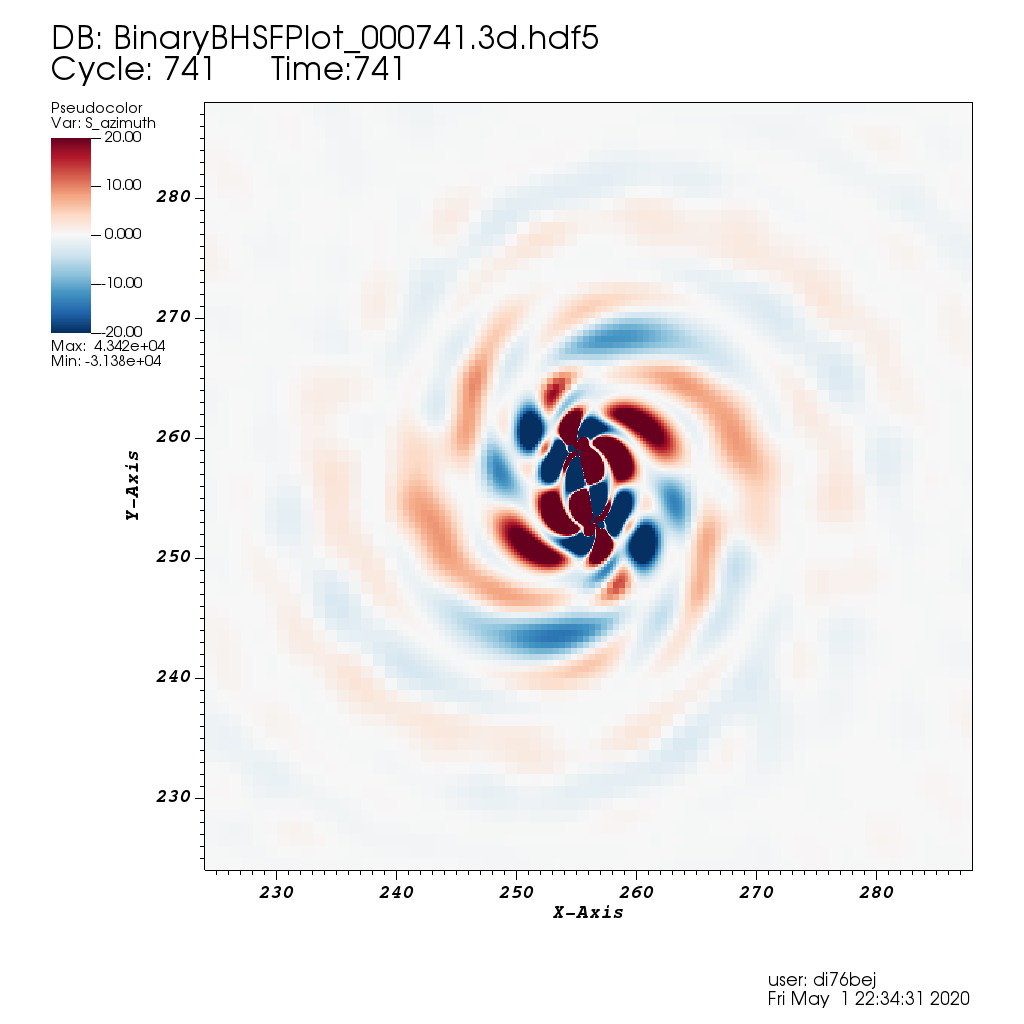 DB: BinaryBHSFPlot_000741.3d.hdf5
Cycle: 741 Time:741
Pseudocolor
Var: S_azimuth
20.00
10.00
0.000
-10.00
-20.00
Max: 4.342e+04
Min: -3.138e+04
280
270
260
250
240
230
Y-Axis
230 240 250 260 270 280
X-Axis
user: di76bej
Fri May 1 22:34:31 2020